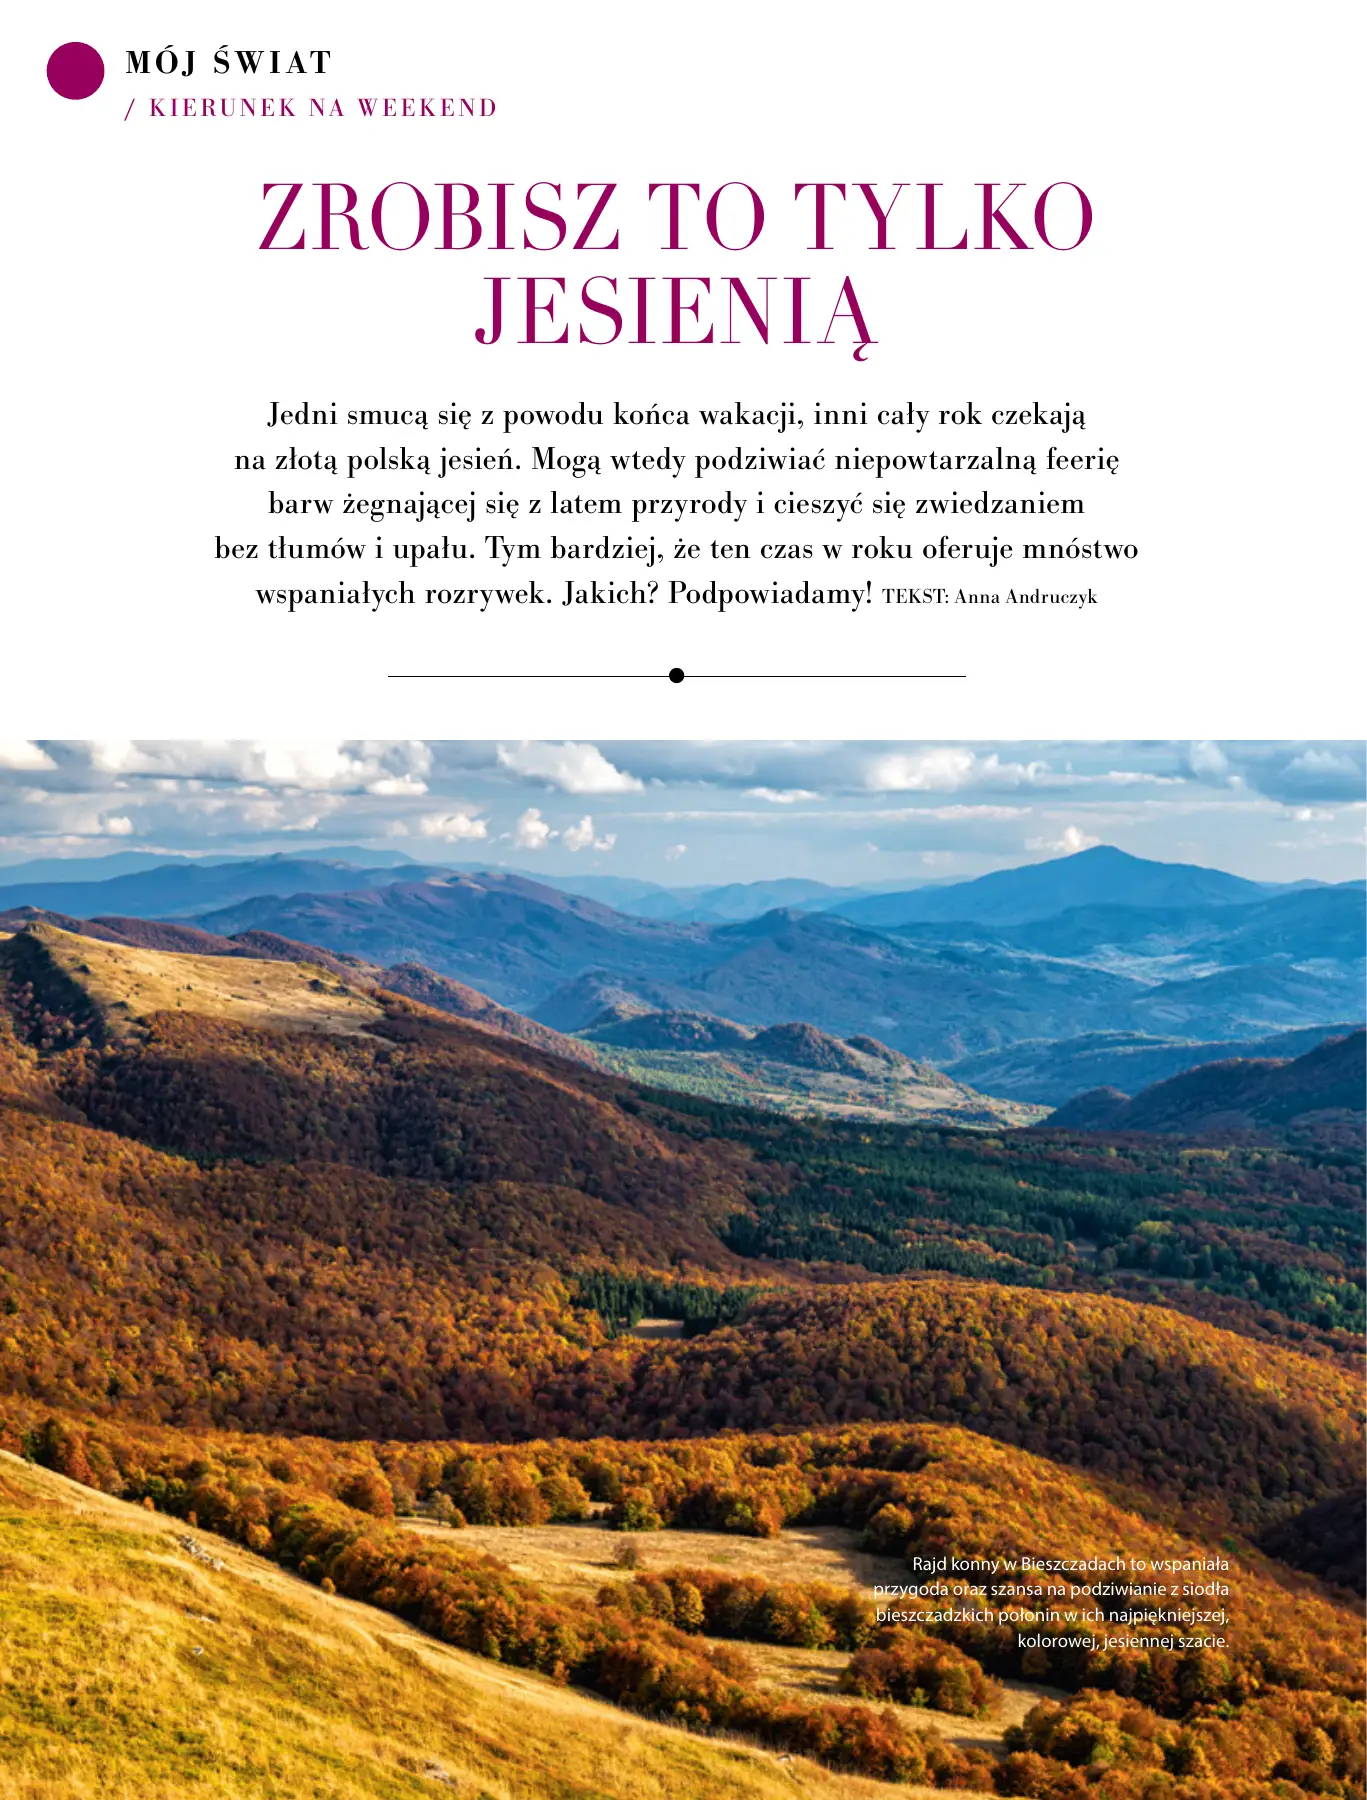 MÓJ ŚWIAT
/ KIERUNEK NA WEEKEND
ZROBISZ TO TYLKO
JESIENIĄ
Jedni smucą się z powodu końca wakacji, inni cały rok czekają
na złotą polską jesień. Mogą wtedy podziwiać niepowtarzalną feerię
barw żegnającej się z latem przyrody i cieszyć się zwiedzaniem
bez tłumów i upału. Tym bardziej, że ten czas w roku oferuje mnóstwo
wspaniałych rozrywek. Jakich? Podpowiadamy! TEKST: Anna Andruczyk
Rajd konny w Bieszczadach to wspaniała
przygoda oraz szansa na podziwianie z siodła
bieszczadzkich połonin w ich najpiękniejszej,
kolorowej, jesiennej szacie.